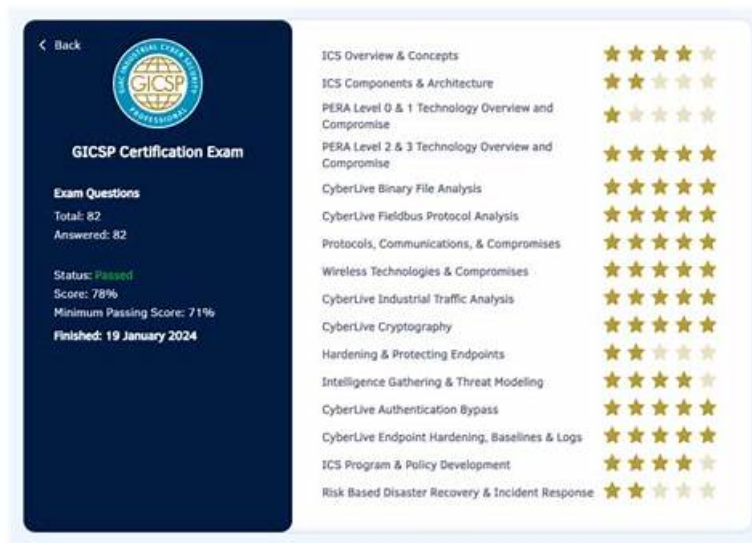 Back
GIAC INDUSTRIAL CYBER SECURITY
GICSP
PROFESSIONAL
GICSP Certification Exam
Exam Questions
Total: 82
Answered: 82
Status: Passed
Score: 78%
Minimum Passing Score: 71%
Finished: 19 January 2024
ICS Overview & Concepts
ICS Components & Architecture
PERA Level 0 & 1 Technology Overview and
Compromise
PERA Level 2 & 3 Technology Overview and
Compromise
CyberLive Binary File Analysis
CyberLive Fieldbus Protocol Analysis
Protocols, Communications, & Compromises
Wireless Technologies & Compromises
CyberLive Industrial Traffic Analysis
CyberLive Cryptography
Hardening & Protecting Endpoints
Intelligence Gathering & Threat Modeling
CyberLive Authentication Bypass
CyberLive Endpoint Hardening, Baselines & Logs
ICS Program & Policy Development
Risk Based Disaster Recovery & Incident Response